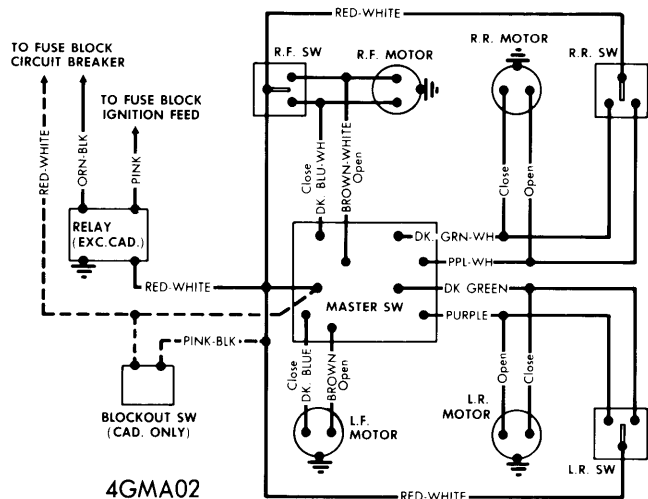 RED-WHITE
TO FUSE BLOCK
CIRCUIT BREAKER
R.F. SW
R.F. MOTOR
R.R. MOTOR
R.R. SW
TO FUSE BLOCK
IGNITION FEED
RED-WHITE
ORN-BLK
PINK
Close
DK. BLU-WH
BROWN-WHITE
Open
Close
Open
RELAY
(EXC.CAD.)
DK. GRN-WH
PPL-WH
RED-WHITE
MASTER SW
DK GREEN
PURPLE
PINK-BLK
Close
DK. BLUE
BROWN
Open
Open
Close
BLOCKOUT SW
(CAD. ONLY)
L.F.
MOTOR
L.R.
MOTOR
L.R. SW
4GMA02
RED-WHITE